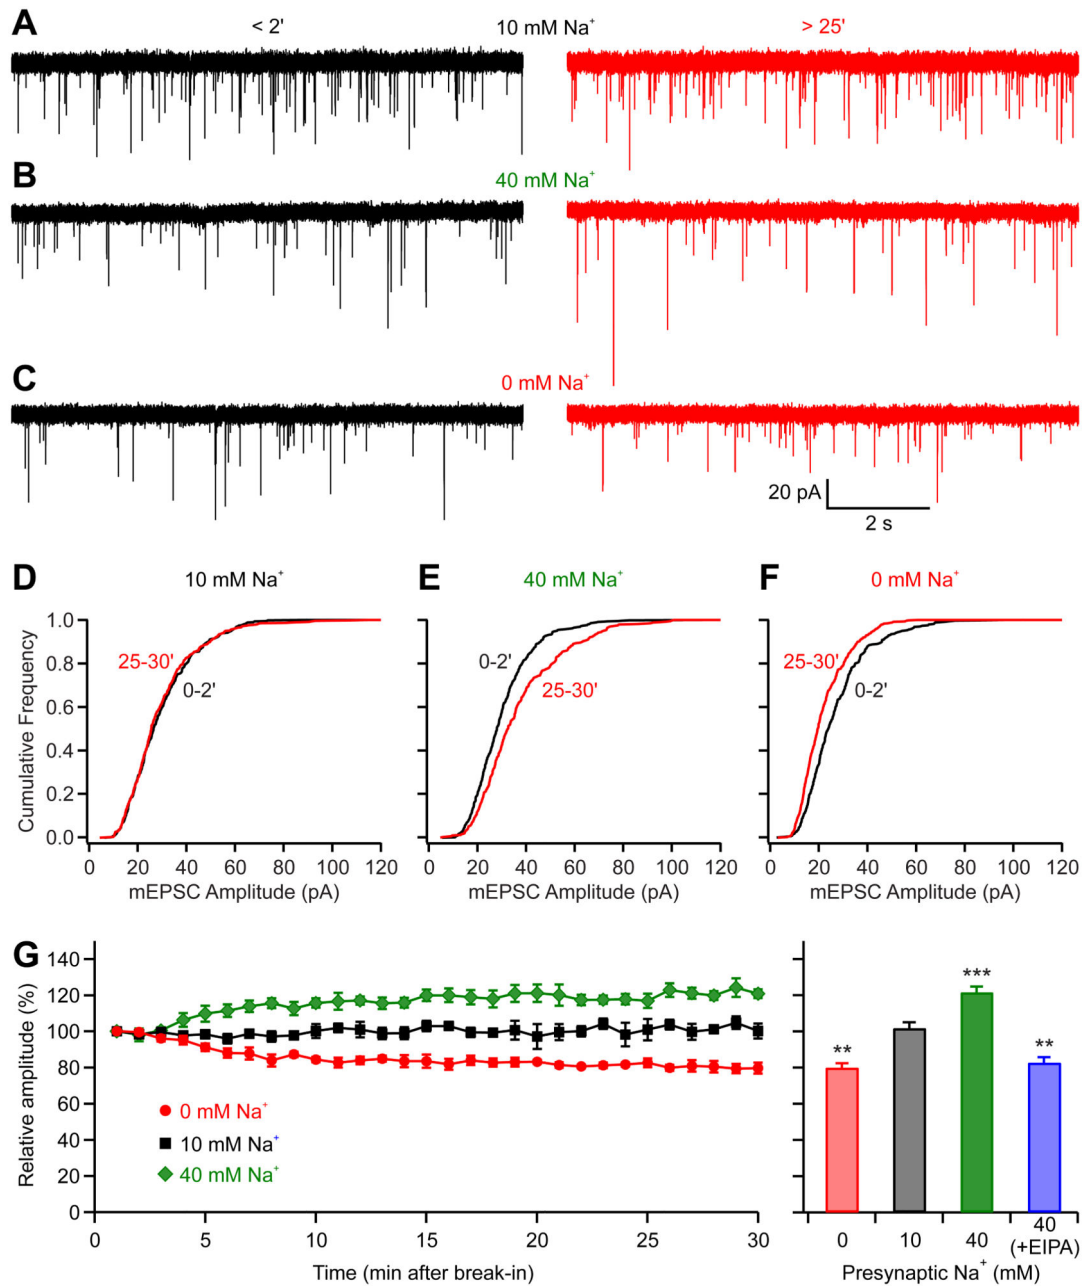 A
< 2'
10 mM Na⁺
> 25'
B
40 mM Na⁺
C
0 mM Na⁺
20 pA
2 s
D
10 mM Na⁺
E
40 mM Na⁺
F
0 mM Na⁺
Cumulative Frequency
1.0
0.8
0.6
0.4
0.2
0.0
25-30'
0-2'
0-2'
25-30'
25-30'
0-2'
0 20 40 60 80 100 120
0 20 40 60 80 100 120
0 20 40 60 80 100 120
mEPSC Amplitude (pA)
mEPSC Amplitude (pA)
mEPSC Amplitude (pA)
G
Relative amplitude (%)
140
120
100
80
60
40
20
0
0 mM Na⁺
10 mM Na⁺
40 mM Na⁺
0 5 10 15 20 25 30
Time (min after break-in)
**
***
**
0 10 40 40
(+EIPA)
Presynaptic Na⁺ (mM)